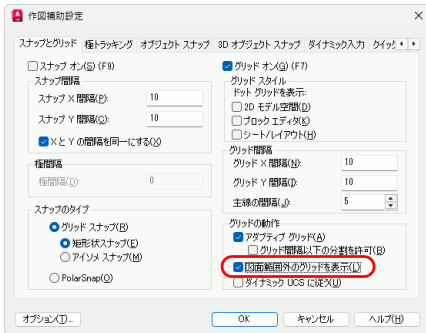 作図補助設定
スナップとグリッド 極トラッキング オブジェクト スナップ 3D オブジェクト スナップ ダイナミック入力 クイック
スナップ オン(S) (F9)
スナップ間隔
スナップ X 間隔(P): 10
スナップ Y 間隔(C): 10
X と Y の間隔を同一にする(X)
極間隔
極間隔(D): 0
スナップのタイプ
グリッド スナップ(R)
矩形状スナップ(E)
アイソメ スナップ(M)
PolarSnap(O)
グリッド オン(G) (F7)
グリッド スタイル
ドット グリッドを表示:
2D モデル空間(D)
ブロック エディタ(K)
シート/レイアウト(H)
グリッド間隔
グリッド X 間隔(N): 10
グリッド Y 間隔(I): 10
主線の間隔(J): 5
グリッドの動作
アダプティブ グリッド(A)
グリッド間隔以下の分割を許可(B)
図面範囲外のグリッドを表示(L)
ダイナミック UCS に従う(U)
オプション(T)... OK キャンセル ヘルプ(H)